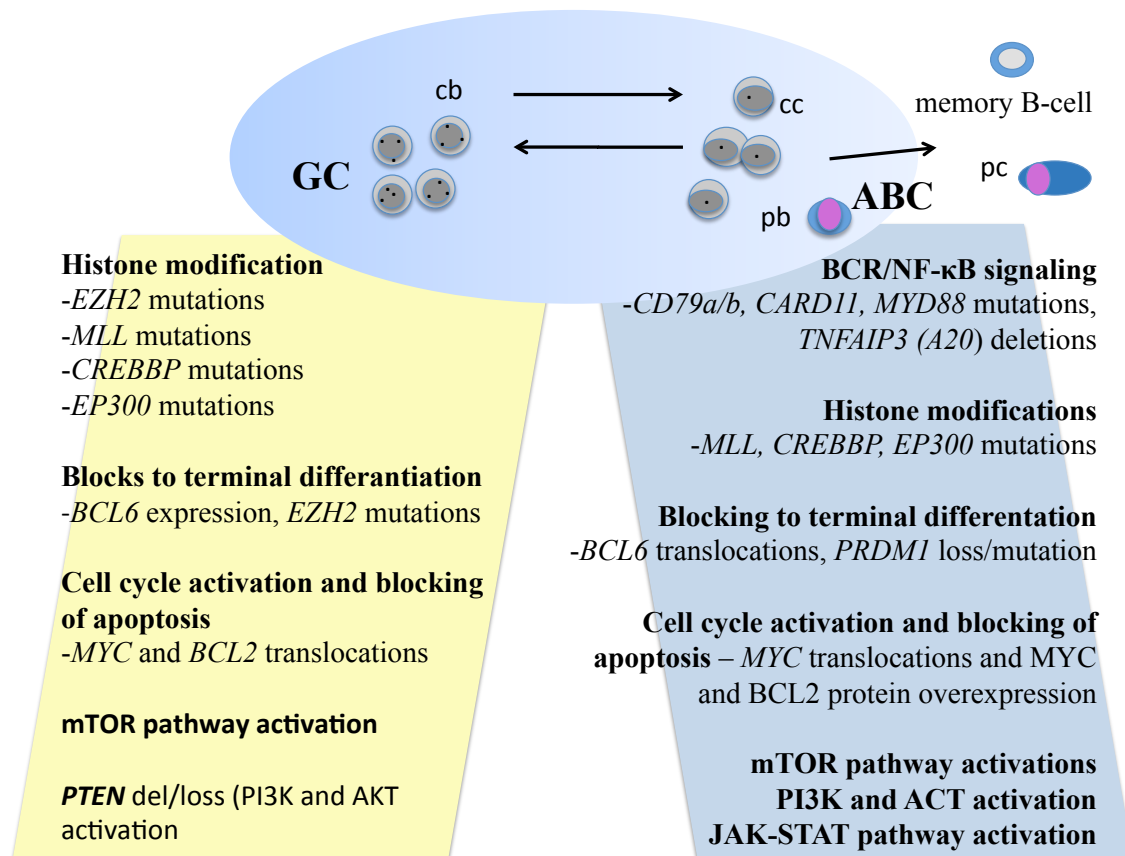 cb
cc
memory B-cell
GC
pc
pb
ABC
Histone modification
-EZH2 mutations
-MLL mutations
-CREBBP mutations
-EP300 mutations
Blocks to terminal differantiation
-BCL6 expression, EZH2 mutations
Cell cycle activation and blocking
of apoptosis
-MYC and BCL2 translocations
mTOR pathway activation
PTEN del/loss (PI3K and AKT
activation
BCR/NF-κB signaling
-CD79a/b, CARD11, MYD88 mutations,
TNFAIP3 (A20) deletions
Histone modifications
-MLL, CREBBP, EP300 mutations
Blocking to terminal differentation
-BCL6 translocations, PRDM1 loss/mutation
Cell cycle activation and blocking of
apoptosis – MYC translocations and MYC
and BCL2 protein overexpression
mTOR pathway activations
PI3K and ACT activation
JAK-STAT pathway activation